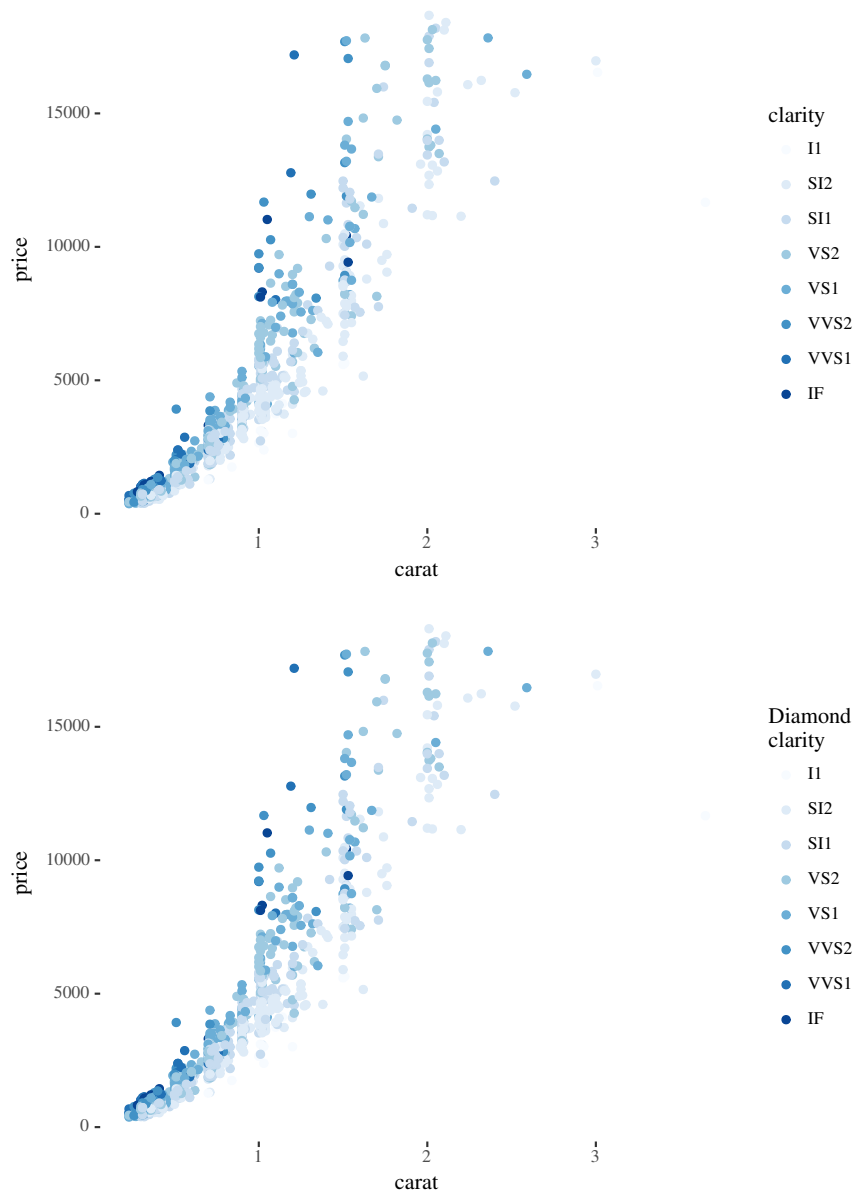 15000
10000
5000
0
price
1
2
3
carat
clarity
I1
SI2
SI1
VS2
VS1
VVS2
VVS1
IF
15000
10000
5000
0
price
1
2
3
carat
Diamond
clarity
I1
SI2
SI1
VS2
VS1
VVS2
VVS1
IF